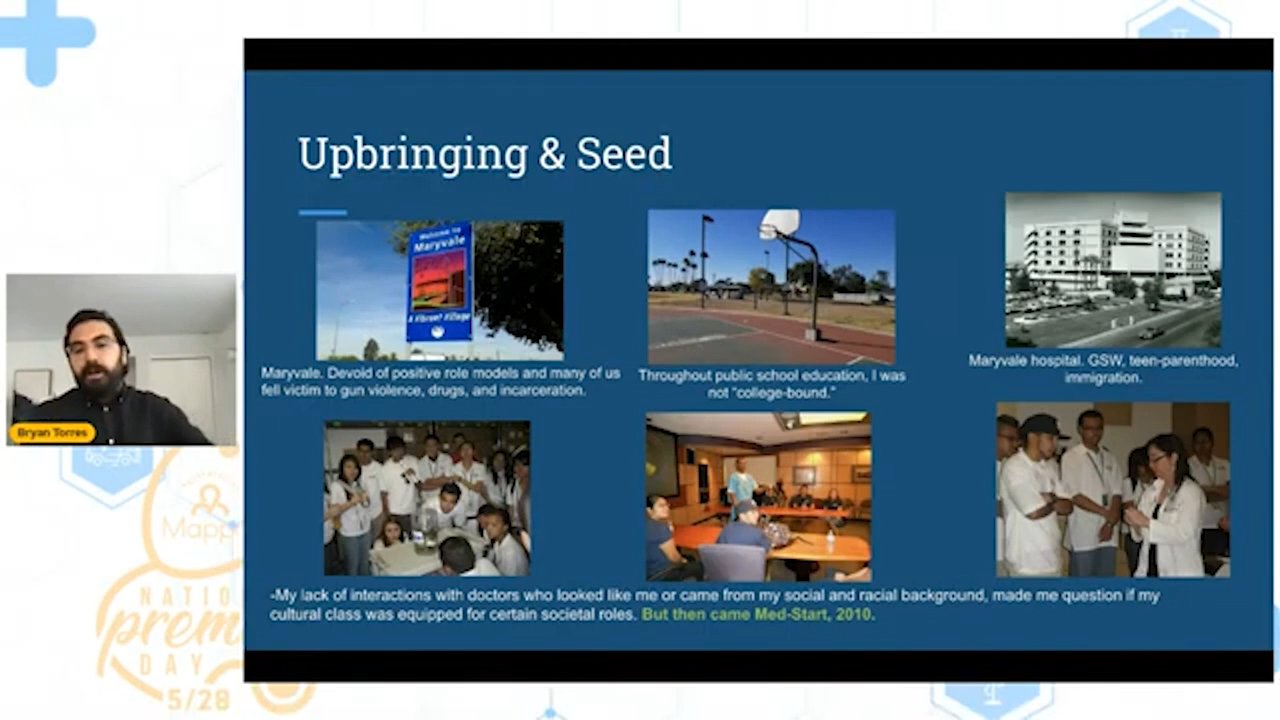 Upbringing & Seed
Welcome to
Maryvale
A Vibrant Village
Maryvale. Devoid of positive role models and many of us
fell victim to gun violence, drugs, and incarceration.
Throughout public school education, I was
not “college-bound.”
Maryvale hospital. GSW, teen-parenthood,
immigration.
-My lack of interactions with doctors who looked like me or came from my social and racial background, made me question if my
cultural class was equipped for certain societal roles. But then came Med-Start, 2010.
Bryan Torres
Mapp
NATIO
prem
DAY
5/28